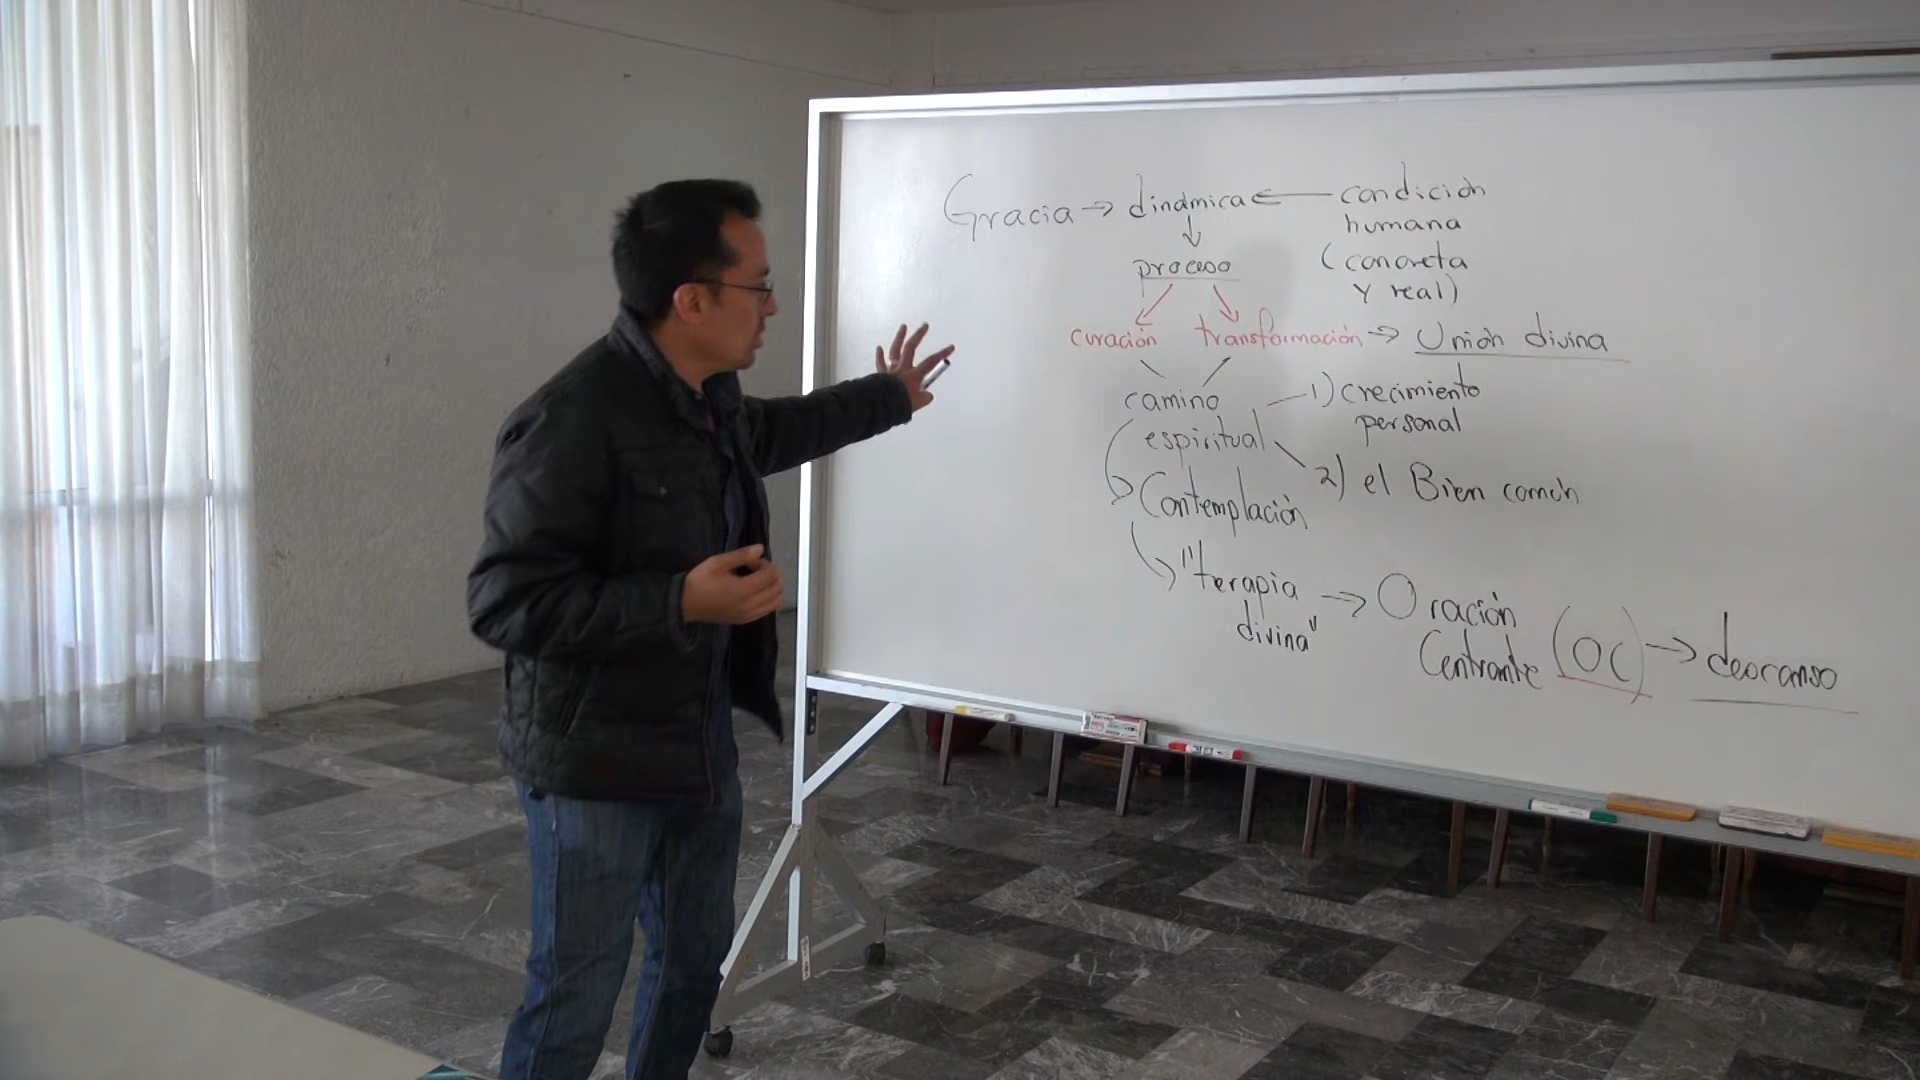 Gracia → dinámica ← condición
humana
(concreta
y real)
proceso
curación transformación → Unión divina
camino
espiritual
1) crecimiento
personal
2) el Bien común
Contemplación
"terapia
divina" → Oración
Centrante (OC) → descanso